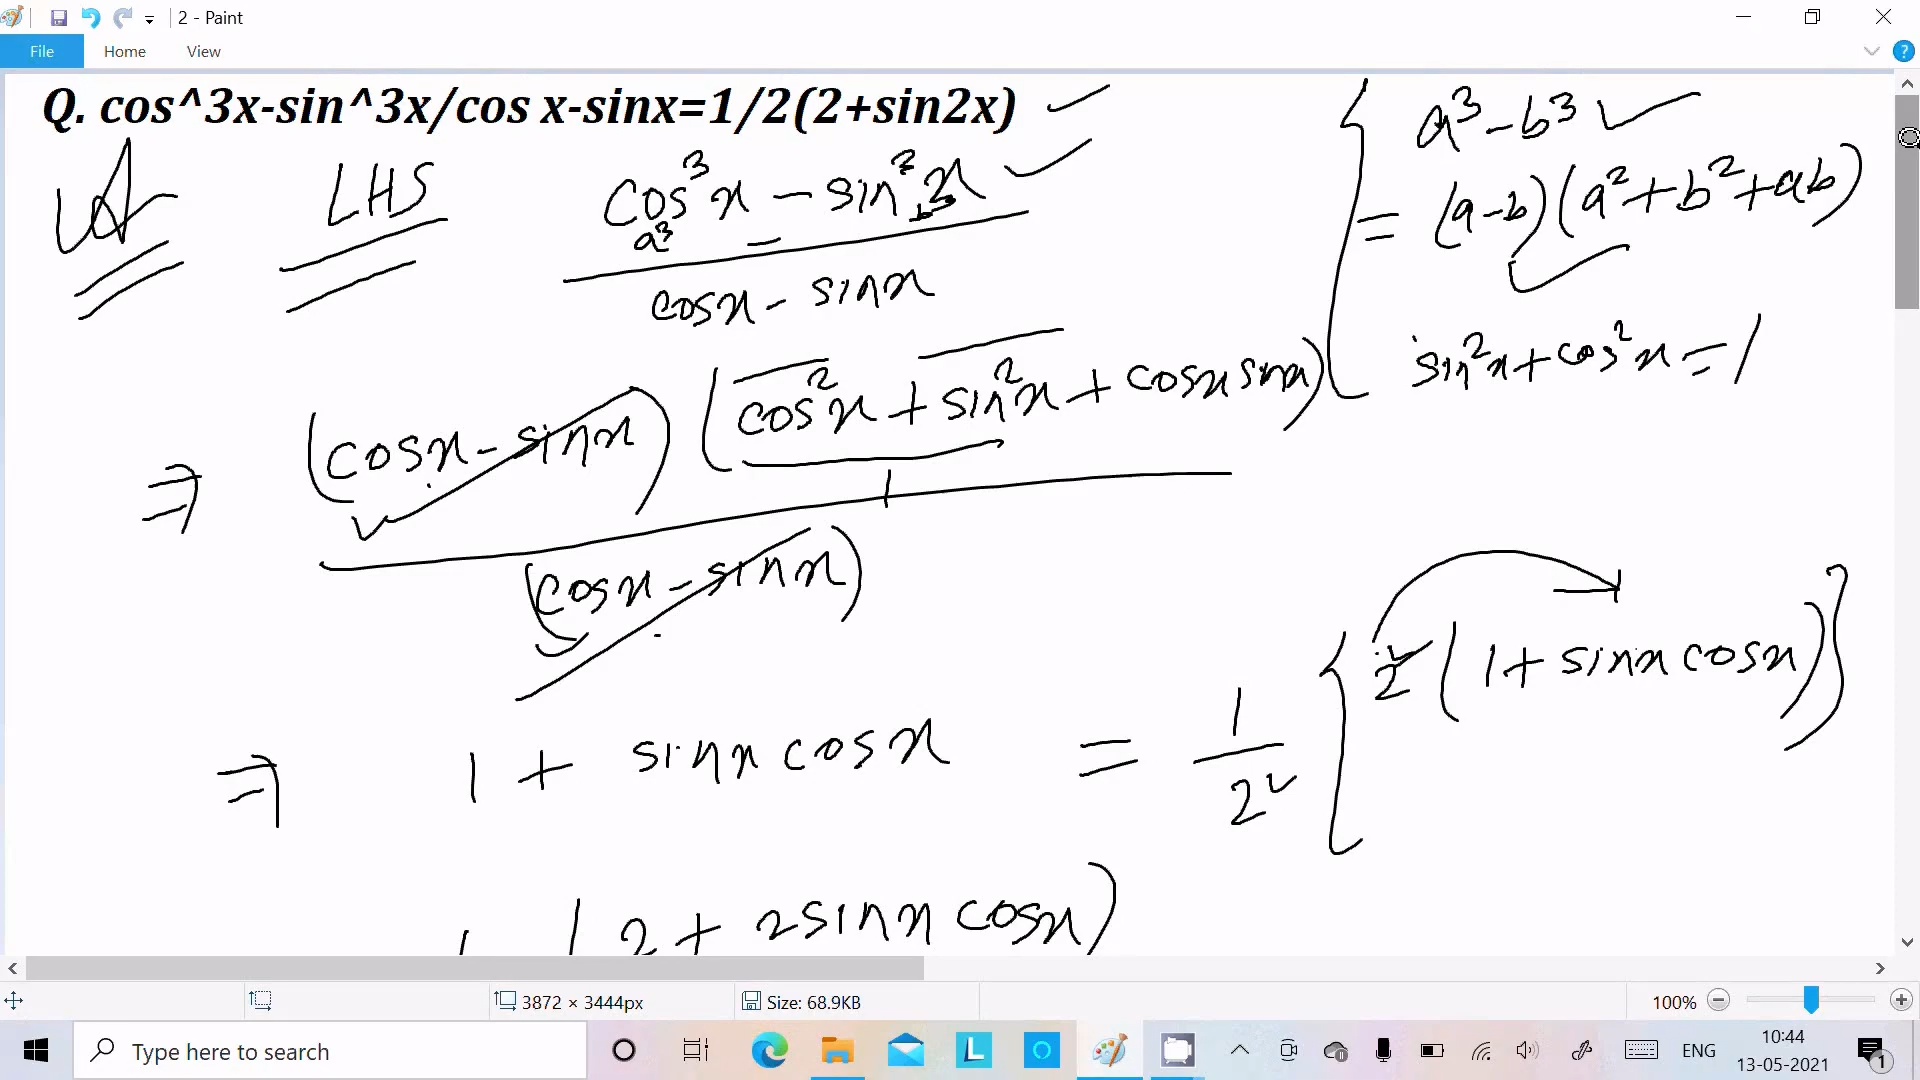 2 - Paint
File Home View
Q. cos^3x-sin^3x/cos x-sinx=1/2(2+sin2x)
LHS
cos³x - sin²x
a³ b³
cosx - sinx
a³-b³
= (a-b)(a²+b²+ab)
sin²x+cos²x=1
⇒ (cosx - sinx) (cos²x + sin²x + cosx sinx)
1
(cosx - sinx)
⇒ 1 + sinx cosx = 1/2 { 2 (1 + sinx cosx) }
2 + 2sinx cosx)
3872 × 3444px Size: 68.9KB 100%
Type here to search
ENG
10:44
13-05-2021
1